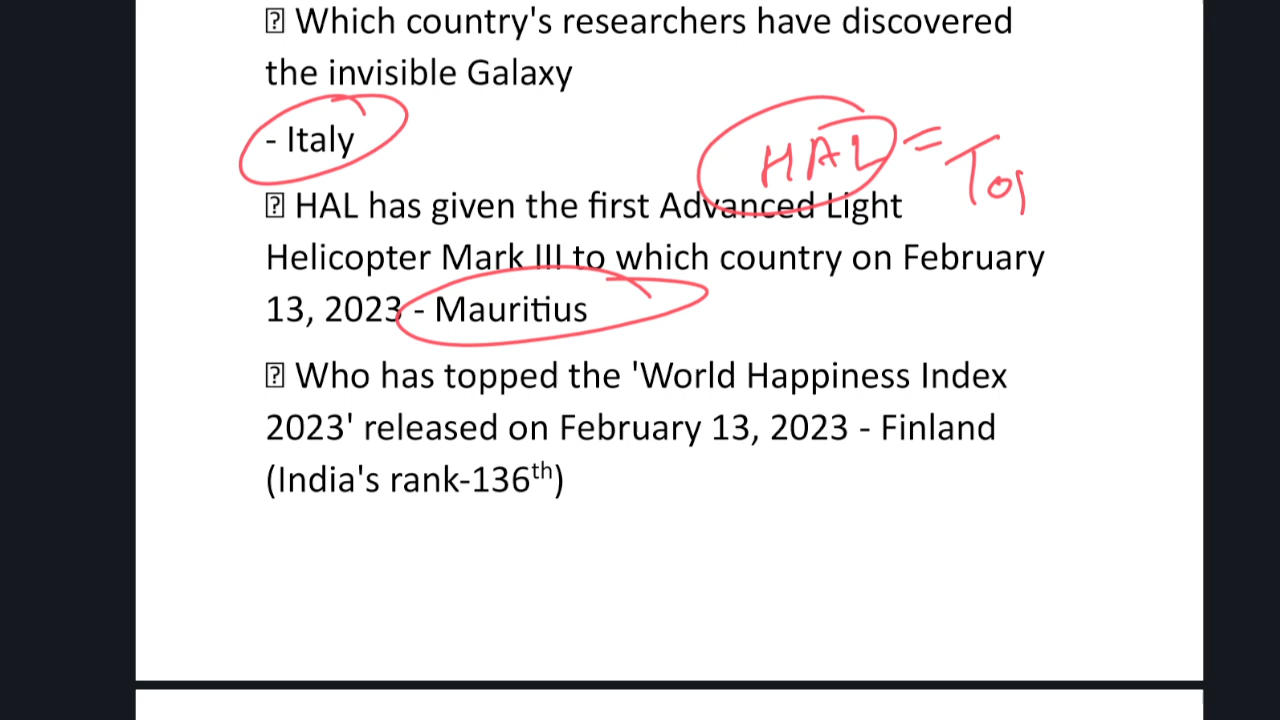 Which country's researchers have discovered
the invisible Galaxy
- Italy
HAL =
HAL has given the first Advanced Light
Helicopter Mark III to which country on February
13, 2023 - Mauritius
Who has topped the 'World Happiness Index
2023' released on February 13, 2023 - Finland
(India's rank-136th)